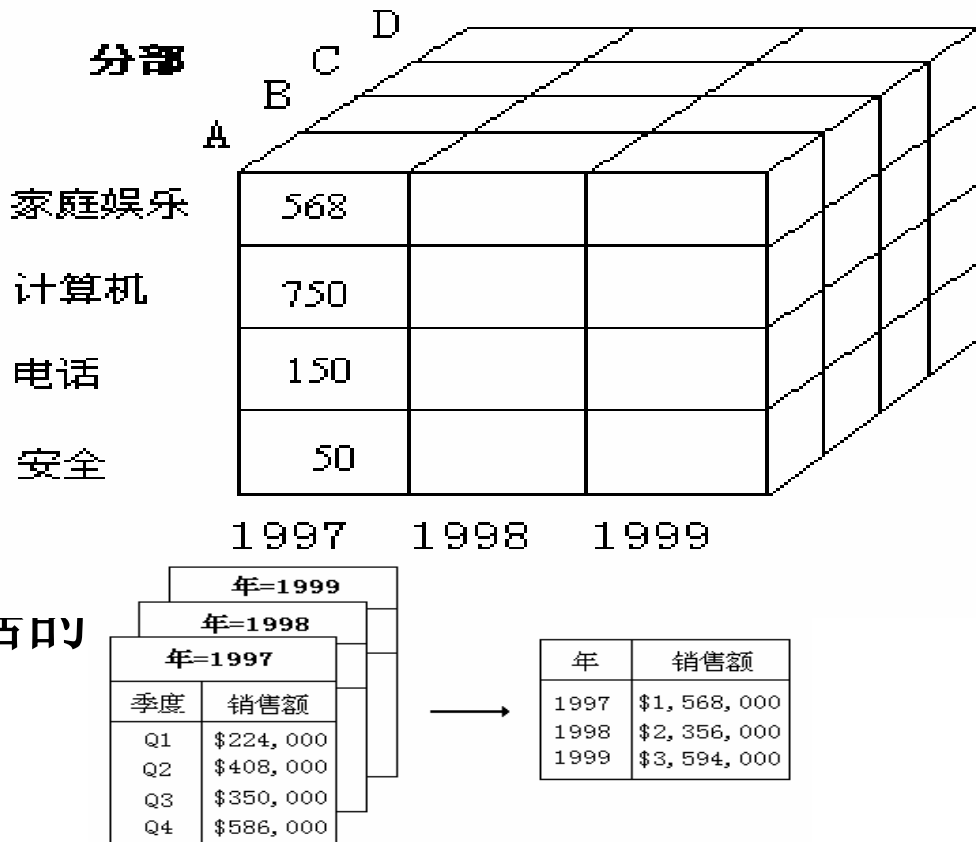 D
C
分部
B
A
家庭娱乐 568
计算机 750
电话 150
安全 50
1997 1998 1999
年=1999
年=1998
年=1997
季度 销售额
Q1 $224,000
Q2 $408,000
Q3 $350,000
Q4 $586,000
年 销售额
1997 $1,568,000
1998 $2,356,000
1999 $3,594,000